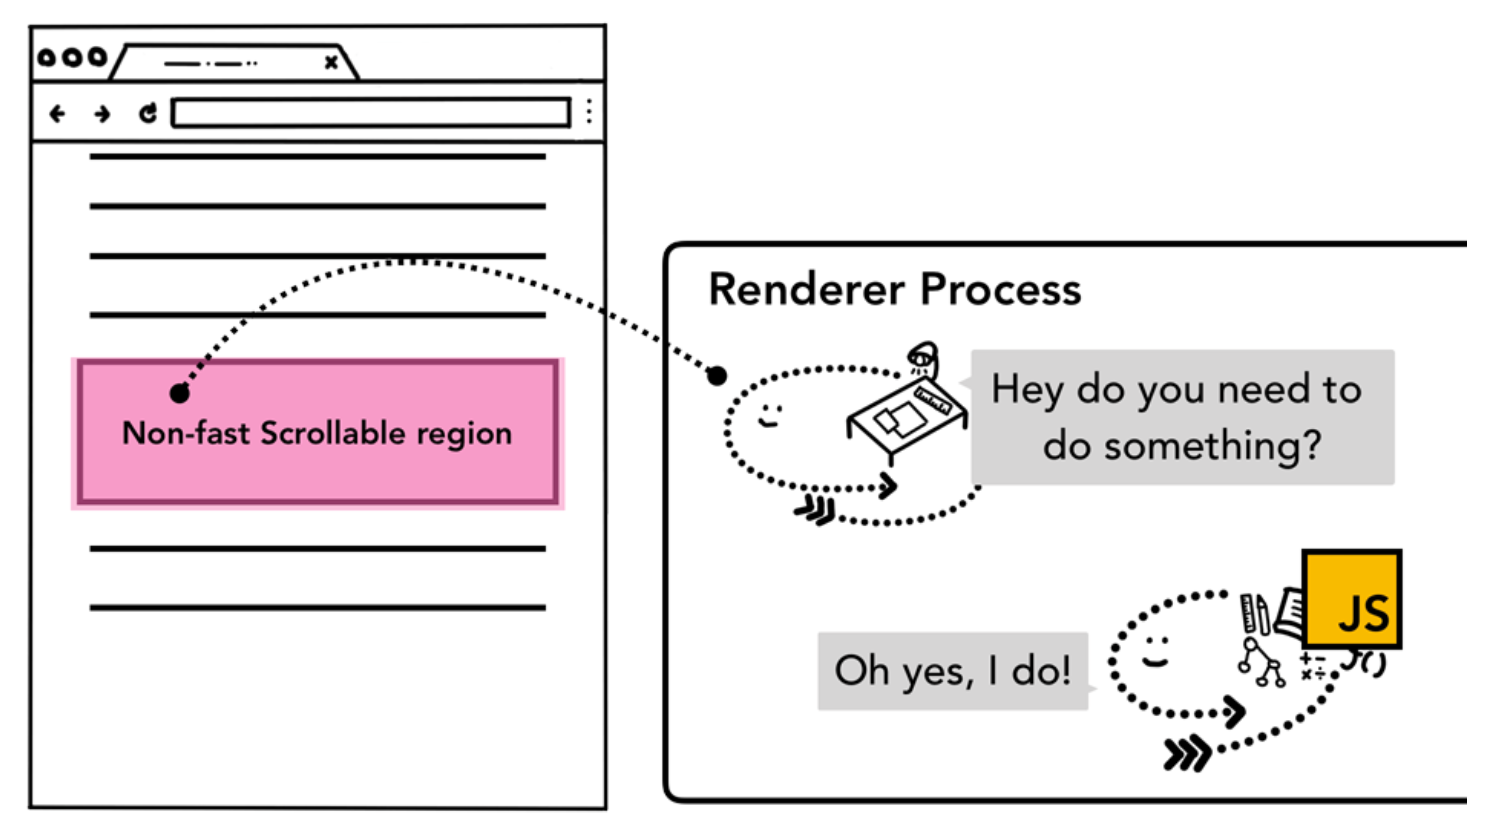 Non-fast Scrollable region
Renderer Process
Hey do you need to
do something?
Oh yes, I do!
JS
+-
×÷
f()